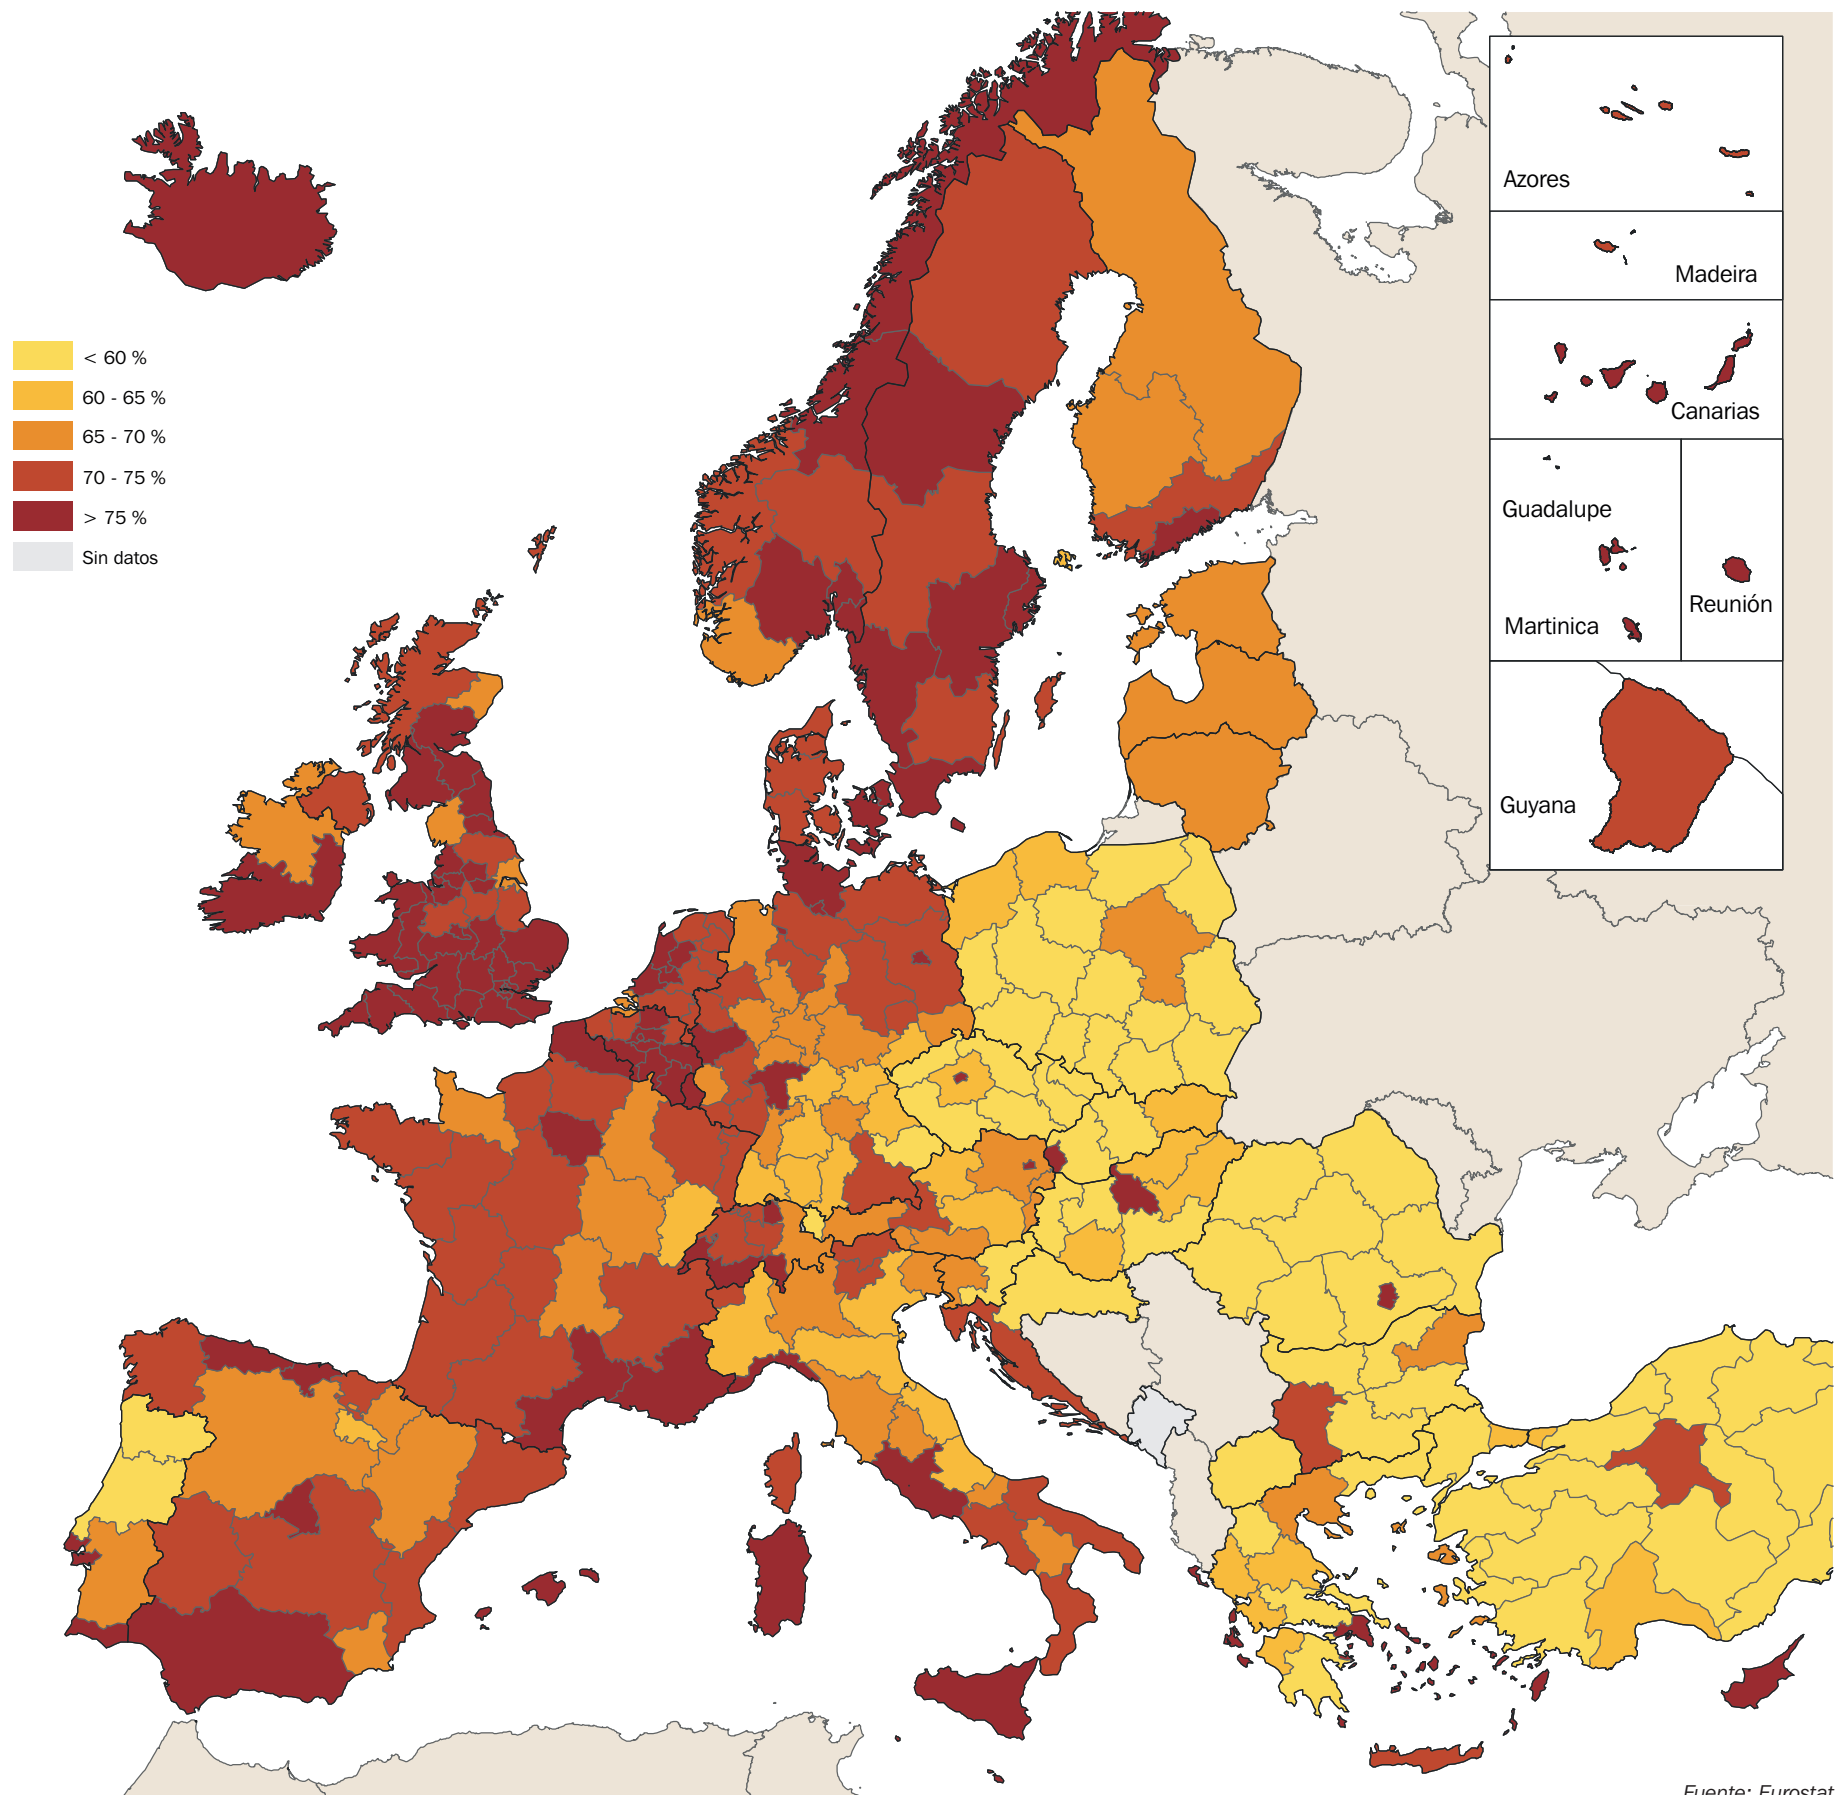 < 60 %
60 - 65 %
65 - 70 %
70 - 75 %
> 75 %
Sin datos
Azores
Madeira
Canarias
Guadalupe
Martinica
Reunión
Guyana
Fuente: Eurostat